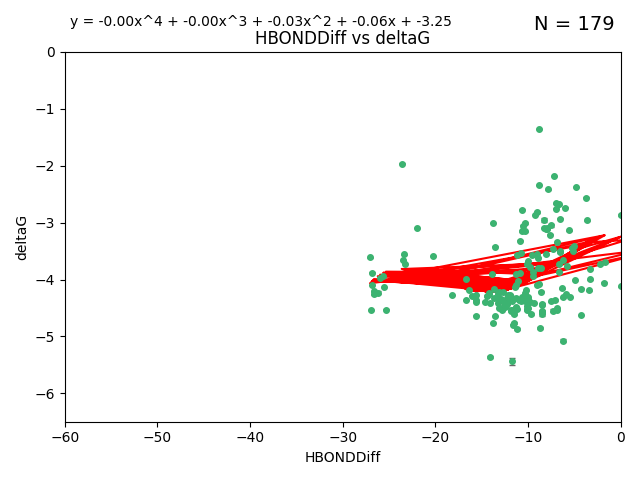 y = -0.00x^4 + -0.00x^3 + -0.03x^2 + -0.06x + -3.25
N = 179
HBONDDiff vs deltaG
0
−1
−2
−3
−4
−5
−6
deltaG
−60 −50 −40 −30 −20 −10 0
HBONDDiff